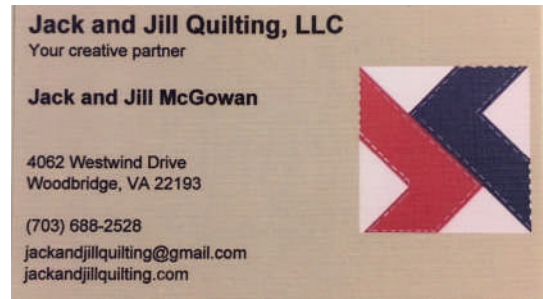 Jack and Jill Quilting, LLC
Your creative partner
Jack and Jill McGowan
4062 Westwind Drive
Woodbridge, VA 22193
(703) 688-2528
jackandjillquilting@gmail.com
jackandjillquilting.com